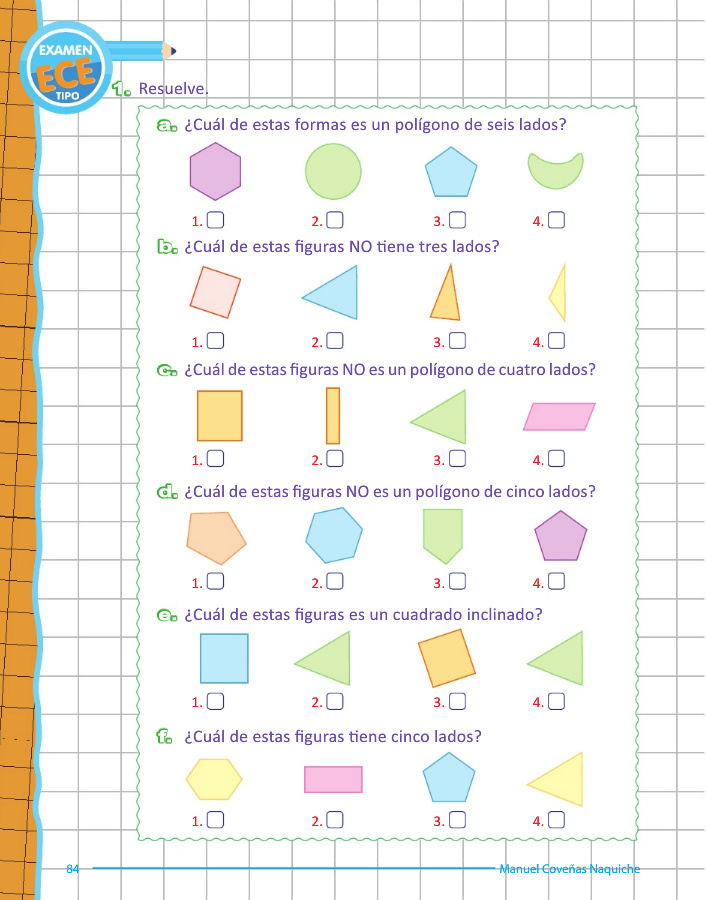 EXAMEN
ECE
TIPO
1. Resuelve.
a. ¿Cuál de estas formas es un polígono de seis lados?
1. 2. 3. 4.
b. ¿Cuál de estas figuras NO tiene tres lados?
1. 2. 3. 4.
c. ¿Cuál de estas figuras NO es un polígono de cuatro lados?
1. 2. 3. 4.
d. ¿Cuál de estas figuras NO es un polígono de cinco lados?
1. 2. 3. 4.
e. ¿Cuál de estas figuras es un cuadrado inclinado?
1. 2. 3. 4.
f. ¿Cuál de estas figuras tiene cinco lados?
1. 2. 3. 4.
84 Manuel Coveñas Naquiche